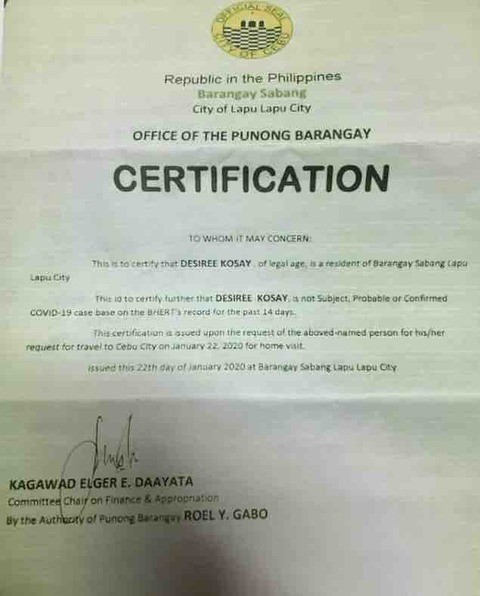 OFFICIAL SEAL
CITY OF CEBU
Republic in the Philippines
Barangay Sabang
City of Lapu Lapu City
OFFICE OF THE PUNONG BARANGAY
CERTIFICATION
TO WHOM IT MAY CONCERN:
This is to certify that DESIREE KOSAY , of legal age, is a resident of Barangay Sabang Lapu
Lapu City
This id to certify further that DESIREE KOSAY, is not Subject, Probable or Confirmed
COVID-19 case base on the BHERT's record for the past 14 days.
This certification is issued upon the request of the aboved-named person for his/her
request for travel to Cebu City on January 22, 2020 for home visit.
issued this 22th day of January 2020 at Barangay Sabang Lapu Lapu City
KAGAWAD ELGER E. DAAYATA
Committee Chair on Finance & Appropriation
By the Authority of Punong Barangay ROEL Y. GABO